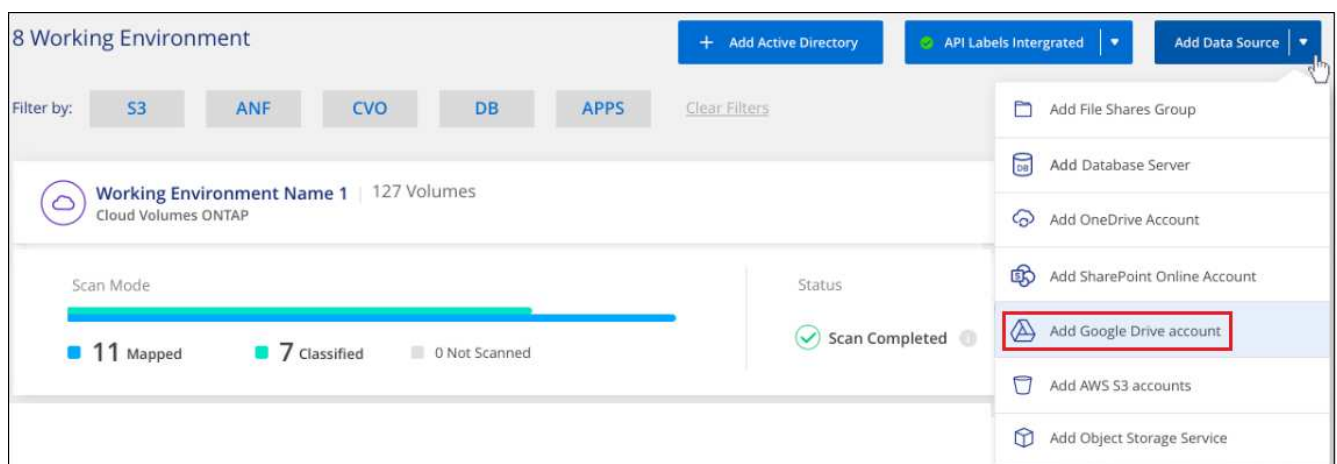 8 Working Environment
+ Add Active Directory
API Labels Intergrated
Add Data Source
Filter by:
S3
ANF
CVO
DB
APPS
Clear Filters
Add File Shares Group
DB
Add Database Server
Add OneDrive Account
S
Add SharePoint Online Account
Add Google Drive account
Add AWS S3 accounts
Add Object Storage Service
Working Environment Name 1 | 127 Volumes
Cloud Volumes ONTAP
Scan Mode
11 Mapped
7 Classified
0 Not Scanned
Status
Scan Completed
i